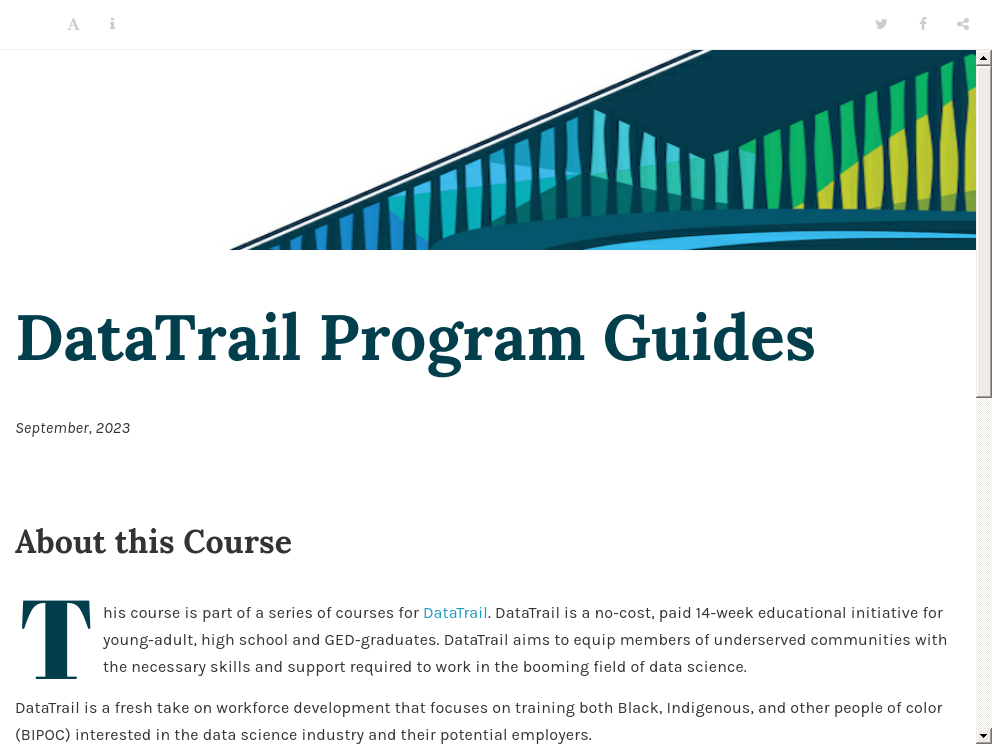 DataTrail Program Guides
September, 2023
About this Course
This course is part of a series of courses for DataTrail. DataTrail is a no-cost, paid 14-week educational initiative for
young-adult, high school and GED-graduates. DataTrail aims to equip members of underserved communities with
the necessary skills and support required to work in the booming field of data science.
DataTrail is a fresh take on workforce development that focuses on training both Black, Indigenous, and other people of color
(BIPOC) interested in the data science industry and their potential employers.